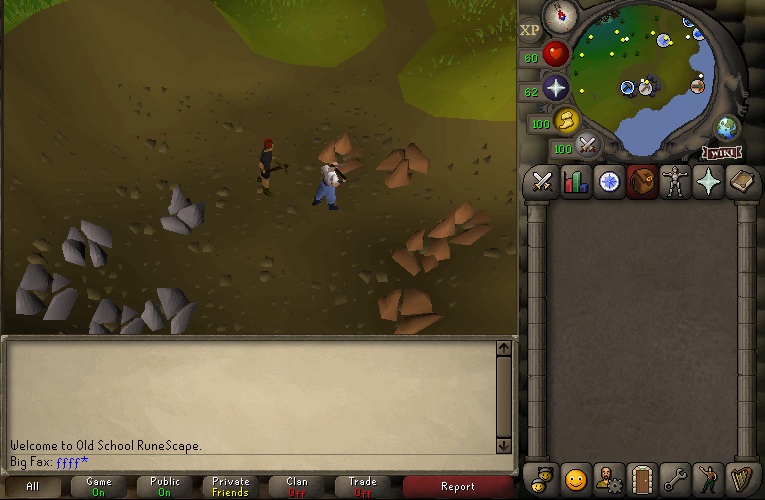 XP
60
62
100
100
WIKI
Welcome to Old School RuneScape.
Big Fax: ffff*
All
Game
On
Public
On
Private
Friends
Clan
Off
Trade
Off
Report